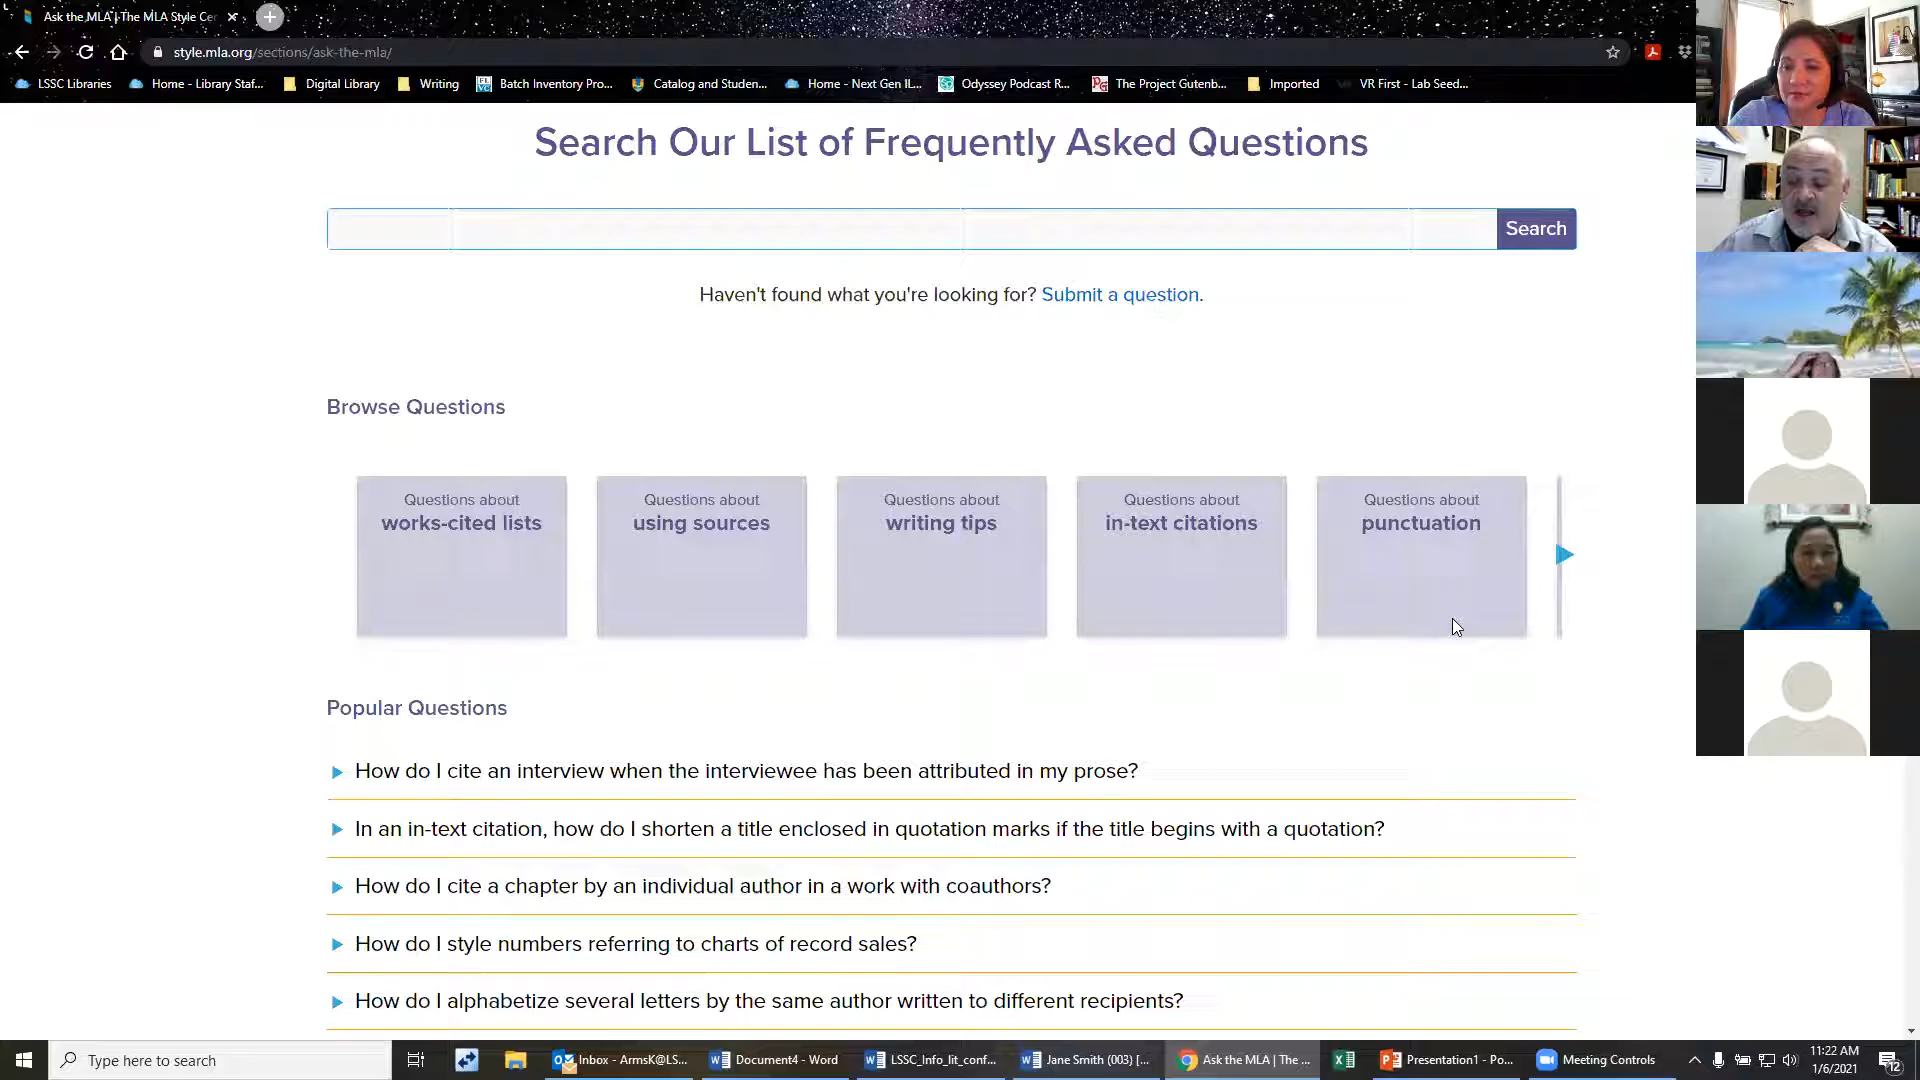 Ask the MLA | The MLA Style Cer
style.mla.org/sections/ask-the-mla/
LSSC Libraries
Home - Library Staf...
Digital Library
Writing
Batch Inventory Pro...
Catalog and Studen...
Home - Next Gen IL...
Odyssey Podcast R...
The Project Gutenb...
Imported
VR First - Lab Seed...
Search Our List of Frequently Asked Questions
Search
Haven't found what you're looking for? Submit a question.
Browse Questions
Questions about
works-cited lists
Questions about
using sources
Questions about
writing tips
Questions about
in-text citations
Questions about
punctuation
Popular Questions
How do I cite an interview when the interviewee has been attributed in my prose?
In an in-text citation, how do I shorten a title enclosed in quotation marks if the title begins with a quotation?
How do I cite a chapter by an individual author in a work with coauthors?
How do I style numbers referring to charts of record sales?
How do I alphabetize several letters by the same author written to different recipients?
Type here to search
Inbox - ArmsK@LS...
Document4 - Word
LSSC_Info_lit_conf...
Jane Smith (003) [...
Ask the MLA | The ...
Presentation1 - Po...
Meeting Controls
11:22 AM
1/6/2021
12